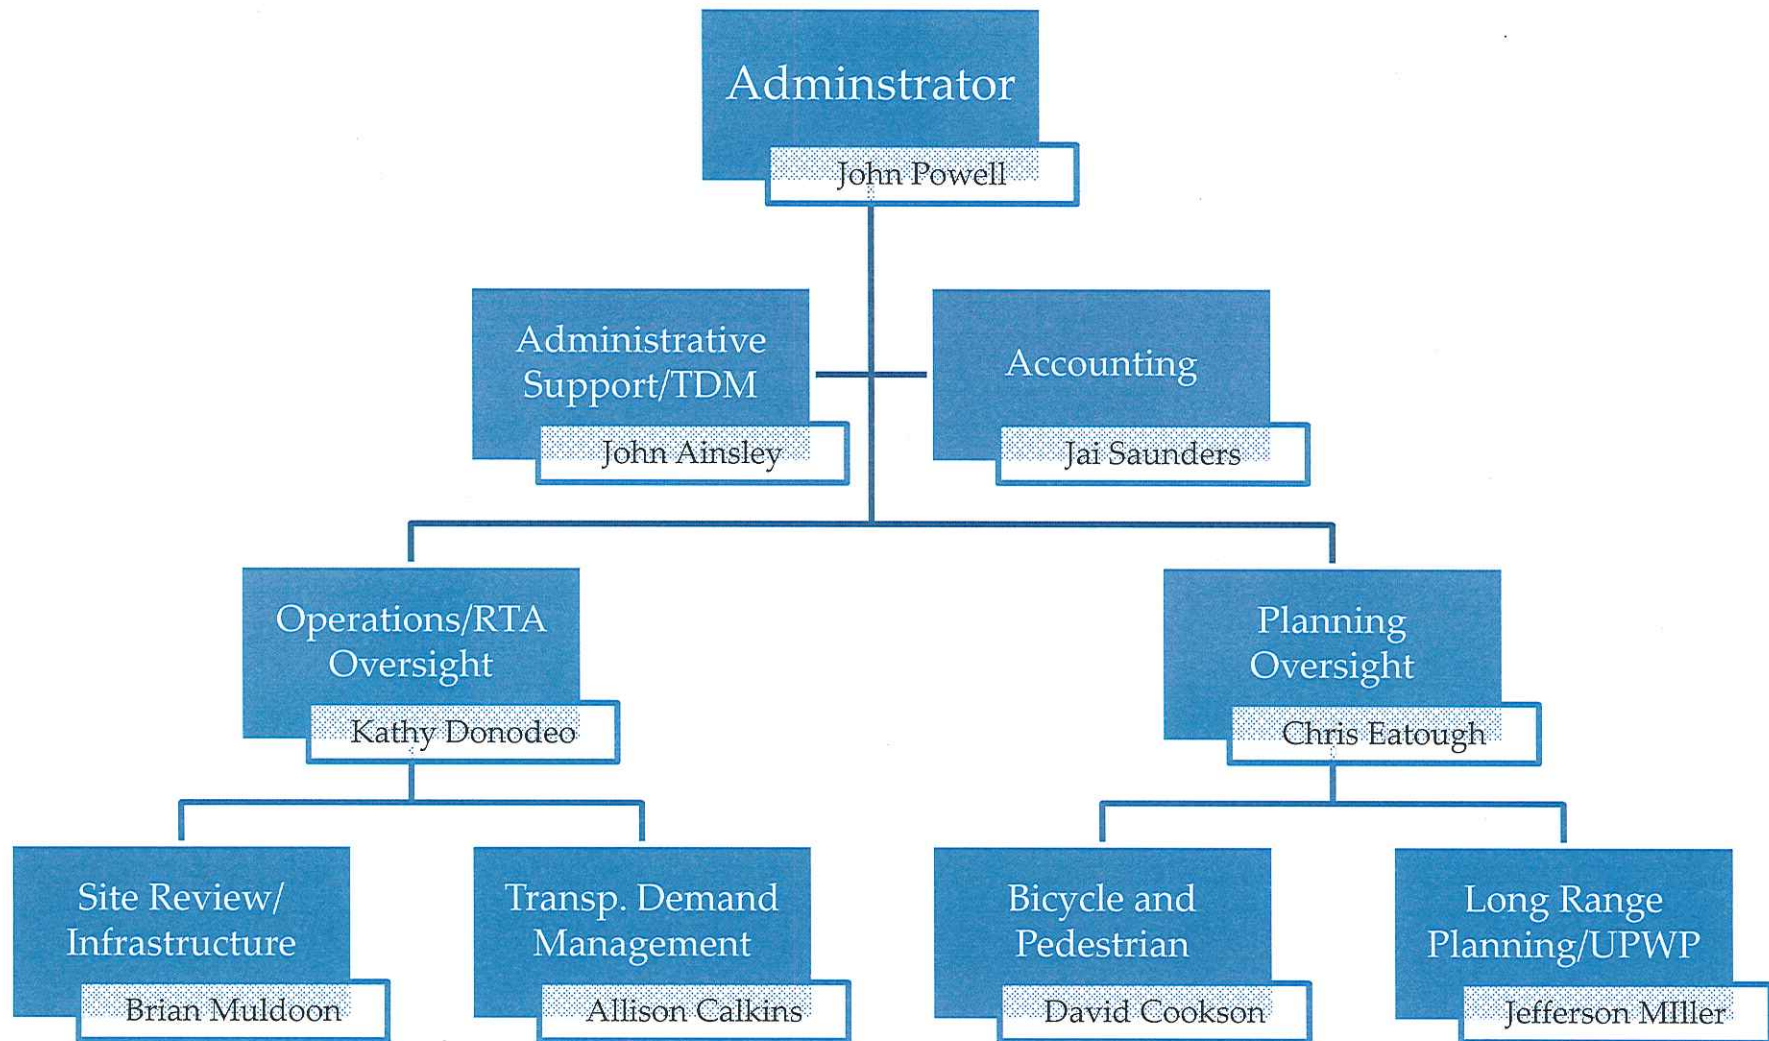 Adminstrator
John Powell
Administrative
Support/TDM
John Ainsley
Accounting
Jai Saunders
Operations/RTA
Oversight
Kathy Donodeo
Planning
Oversight
Chris Eatough
Site Review/
Infrastructure
Brian Muldoon
Transp. Demand
Management
Allison Calkins
Bicycle and
Pedestrian
David Cookson
Long Range
Planning/UPWP
Jefferson MIller